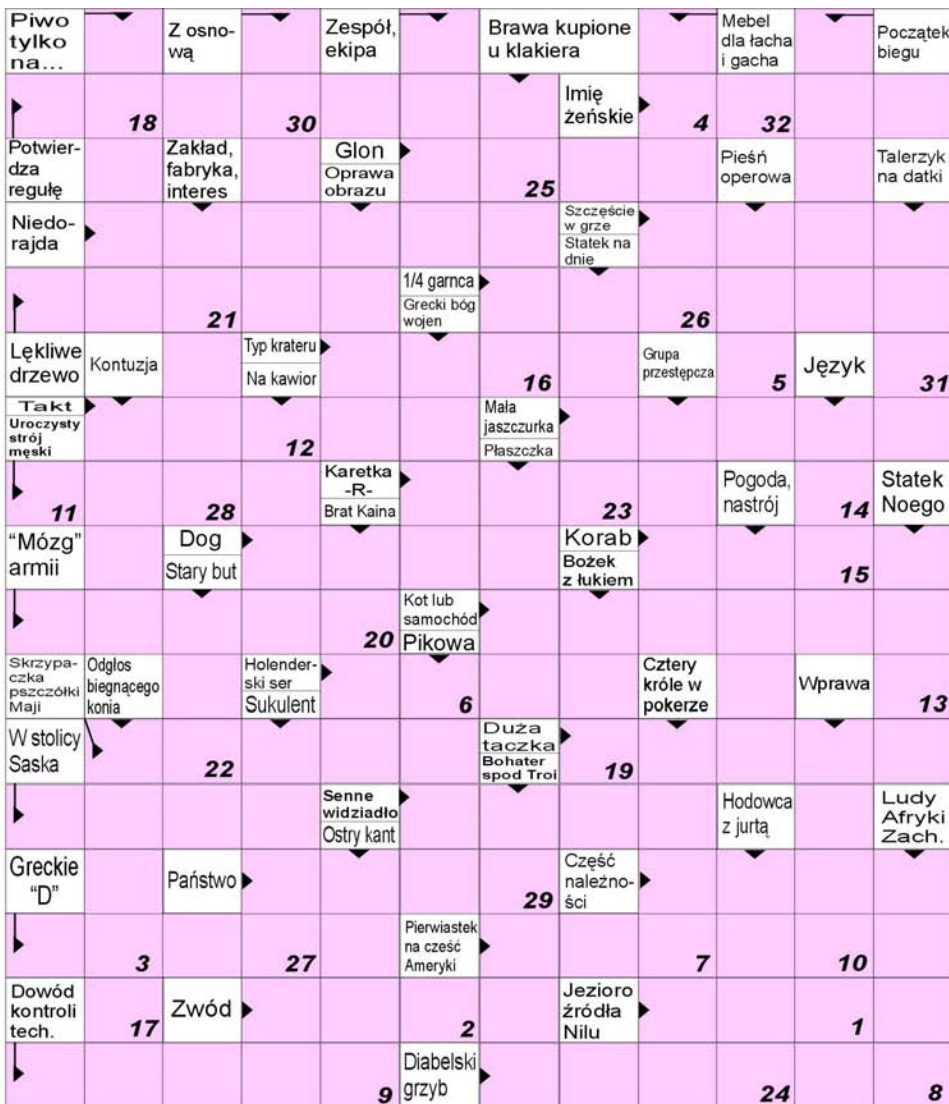 Piwo
tylko
na...
Z osno-
wą
Zespół,
ekipa
Brawa kupione
u klakiera
Mebel
dla łacha
i gacha
Początek
biegu
18
30
Imię
żeńskie
4
32
Potwier-
dza
regułę
Zakład,
fabryka,
interes
Glon
Oprawa
obrazu
25
Pieśń
operowa
Talerzyk
na datki
Niedo-
rajda
Szczęście
w grze
Statek na
dnie
21
1/4 garnca
Grecki bóg
wojen
26
Lękliwe
drzewo
Kontuzja
Typ krateru
Na kawior
16
Grupa
przestępcza
5
Język
31
Takt
Uroczysty
strój
męski
12
Mała
jaszczurka
Płaszczka
11
28
Karetka
-R-
Brat Kaina
23
Pogoda,
nastrój
14
Statek
Noego
"Mózg"
armii
Dog
Stary but
Korab
Bożek
z łukiem
15
20
Kot lub
samochód
Pikowa
Skrzypa-
czka
pszczółki
Maji
Odgłos
biegnącego
konia
Holender-
ski ser
Sukulent
6
Cztery
króle w
pokerze
Wprawa
13
W stolicy
Saska
22
Duża
taczka
Bohater
spod Troi
19
Senne
widziadło
Ostry kant
Hodowca
z jurtą
Ludy
Afryki
Zach.
Greckie
"D"
Państwo
29
Część
należno-
ści
3
27
Pierwiastek
na cześć
Ameryki
7
10
Dowód
kontroli
tech.
17
Zwód
2
Jezioro
źródła
Nilu
1
9
Diabelski
grzyb
24
8